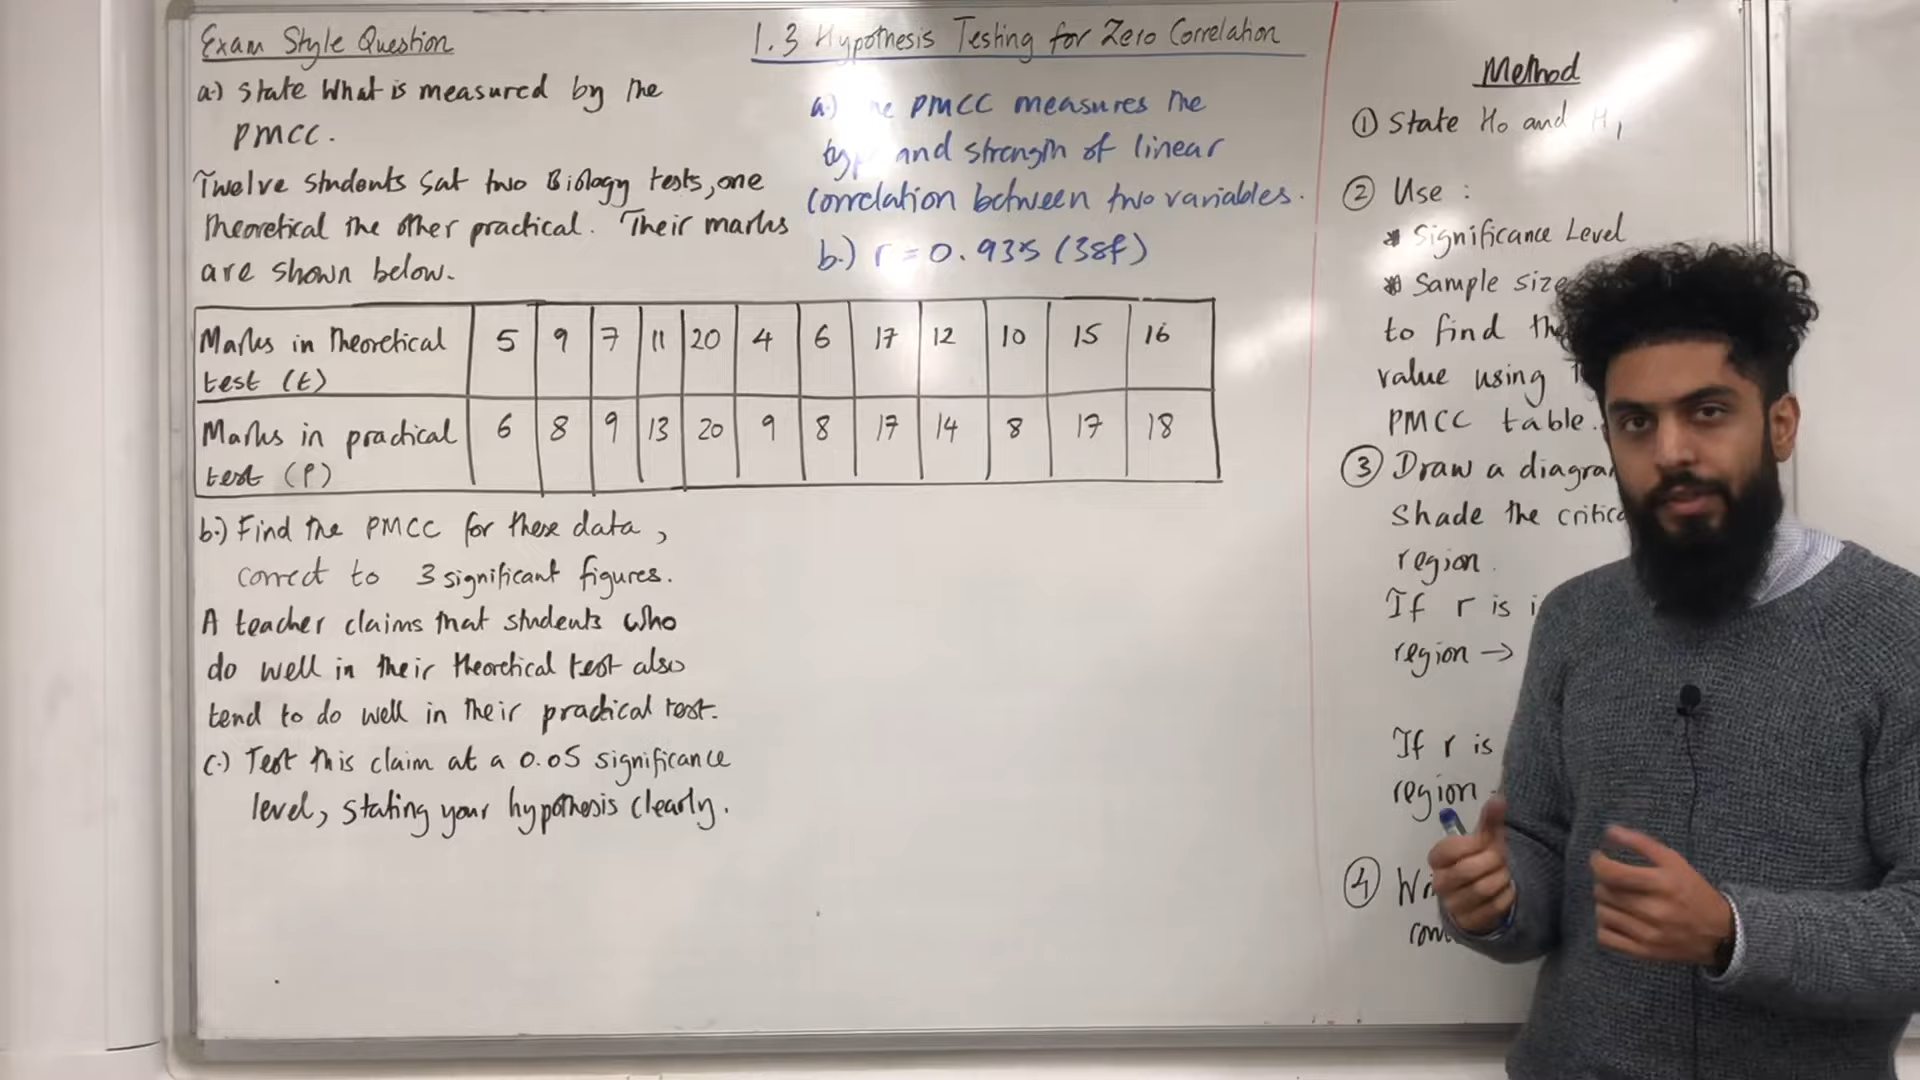 Exam Style Question
a.) State What is measured by the
PMCC.
Twelve students sat two Biology tests, one
theoretical the other practical. Their marks
are shown below.
Marks in theoretical
test (t)
5 9 7 11 20 4 6 17 12 10 15 16
Marks in practical
test (P)
6 8 9 13 20 9 8 17 14 8 17 18
b.) Find the PMCC for these data,
correct to 3 significant figures.
A teacher claims that students who
do well in their theoretical test also
tend to do well in their practical test.
c.) Test this claim at a 0.05 significance
level, stating your hypothesis clearly.
1.3 Hypothesis Testing for Zero Correlation
a.) PMCC measures the
and strength of linear
correlation between two variables.
b.) r = 0.935 (3sf)
Method
① State H₀ and H₁
② Use :
* Significance Level
* Sample size
to find the
value using
PMCC table.
③ Draw a
Shade the
region.
If r is
region →
If r is
region
④